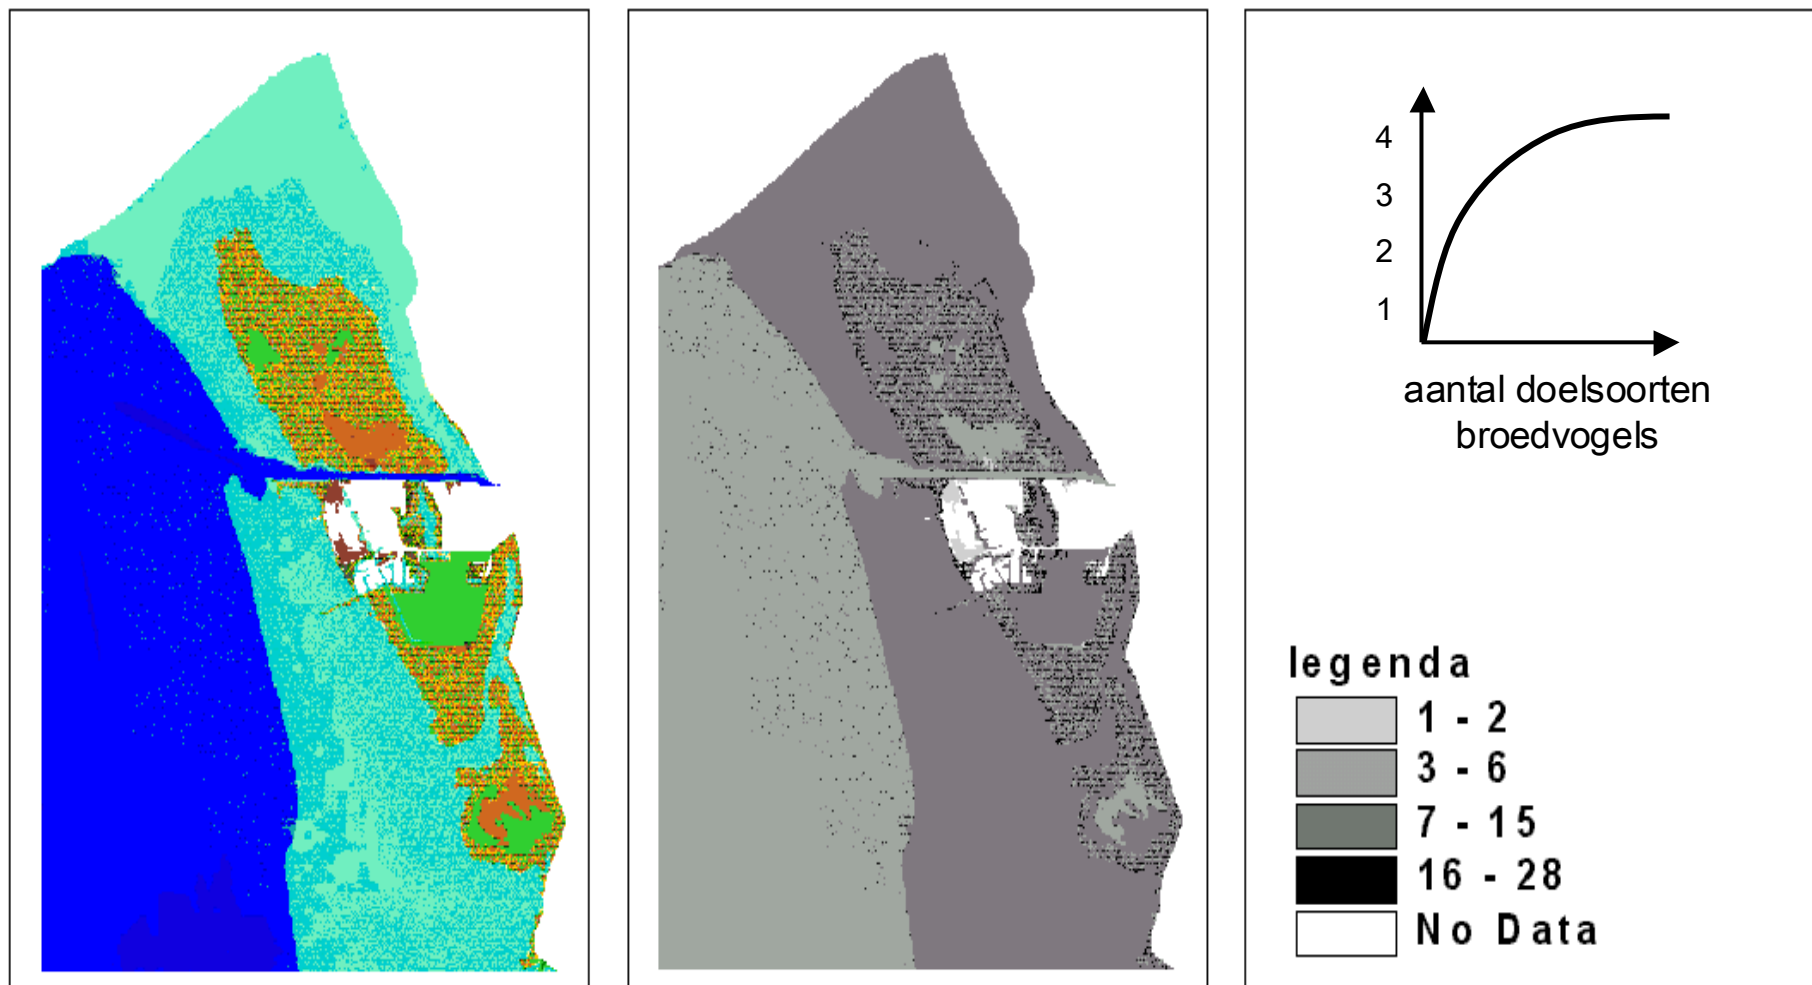 4
3
2
1
aantal doelsoorten
broedvogels
legenda
1 - 2
3 - 6
7 - 15
16 - 28
No Data